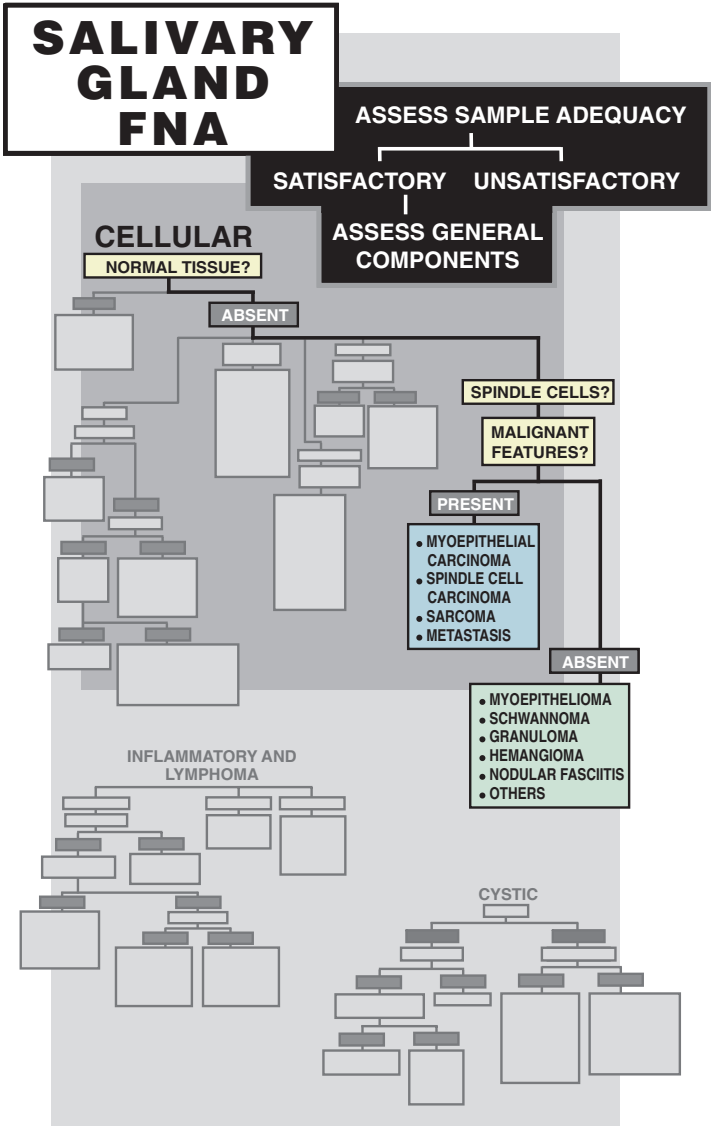 SALIVARY
GLAND
FNA
ASSESS SAMPLE ADEQUACY
SATISFACTORY UNSATISFACTORY
ASSESS GENERAL
COMPONENTS
CELLULAR
NORMAL TISSUE?
ABSENT
SPINDLE CELLS?
MALIGNANT
FEATURES?
PRESENT
• MYOEPITHELIAL
CARCINOMA
• SPINDLE CELL
CARCINOMA
• SARCOMA
• METASTASIS
ABSENT
• MYOEPITHELIOMA
• SCHWANNOMA
• GRANULOMA
• HEMANGIOMA
• NODULAR FASCIITIS
• OTHERS
INFLAMMATORY AND
LYMPHOMA
CYSTIC